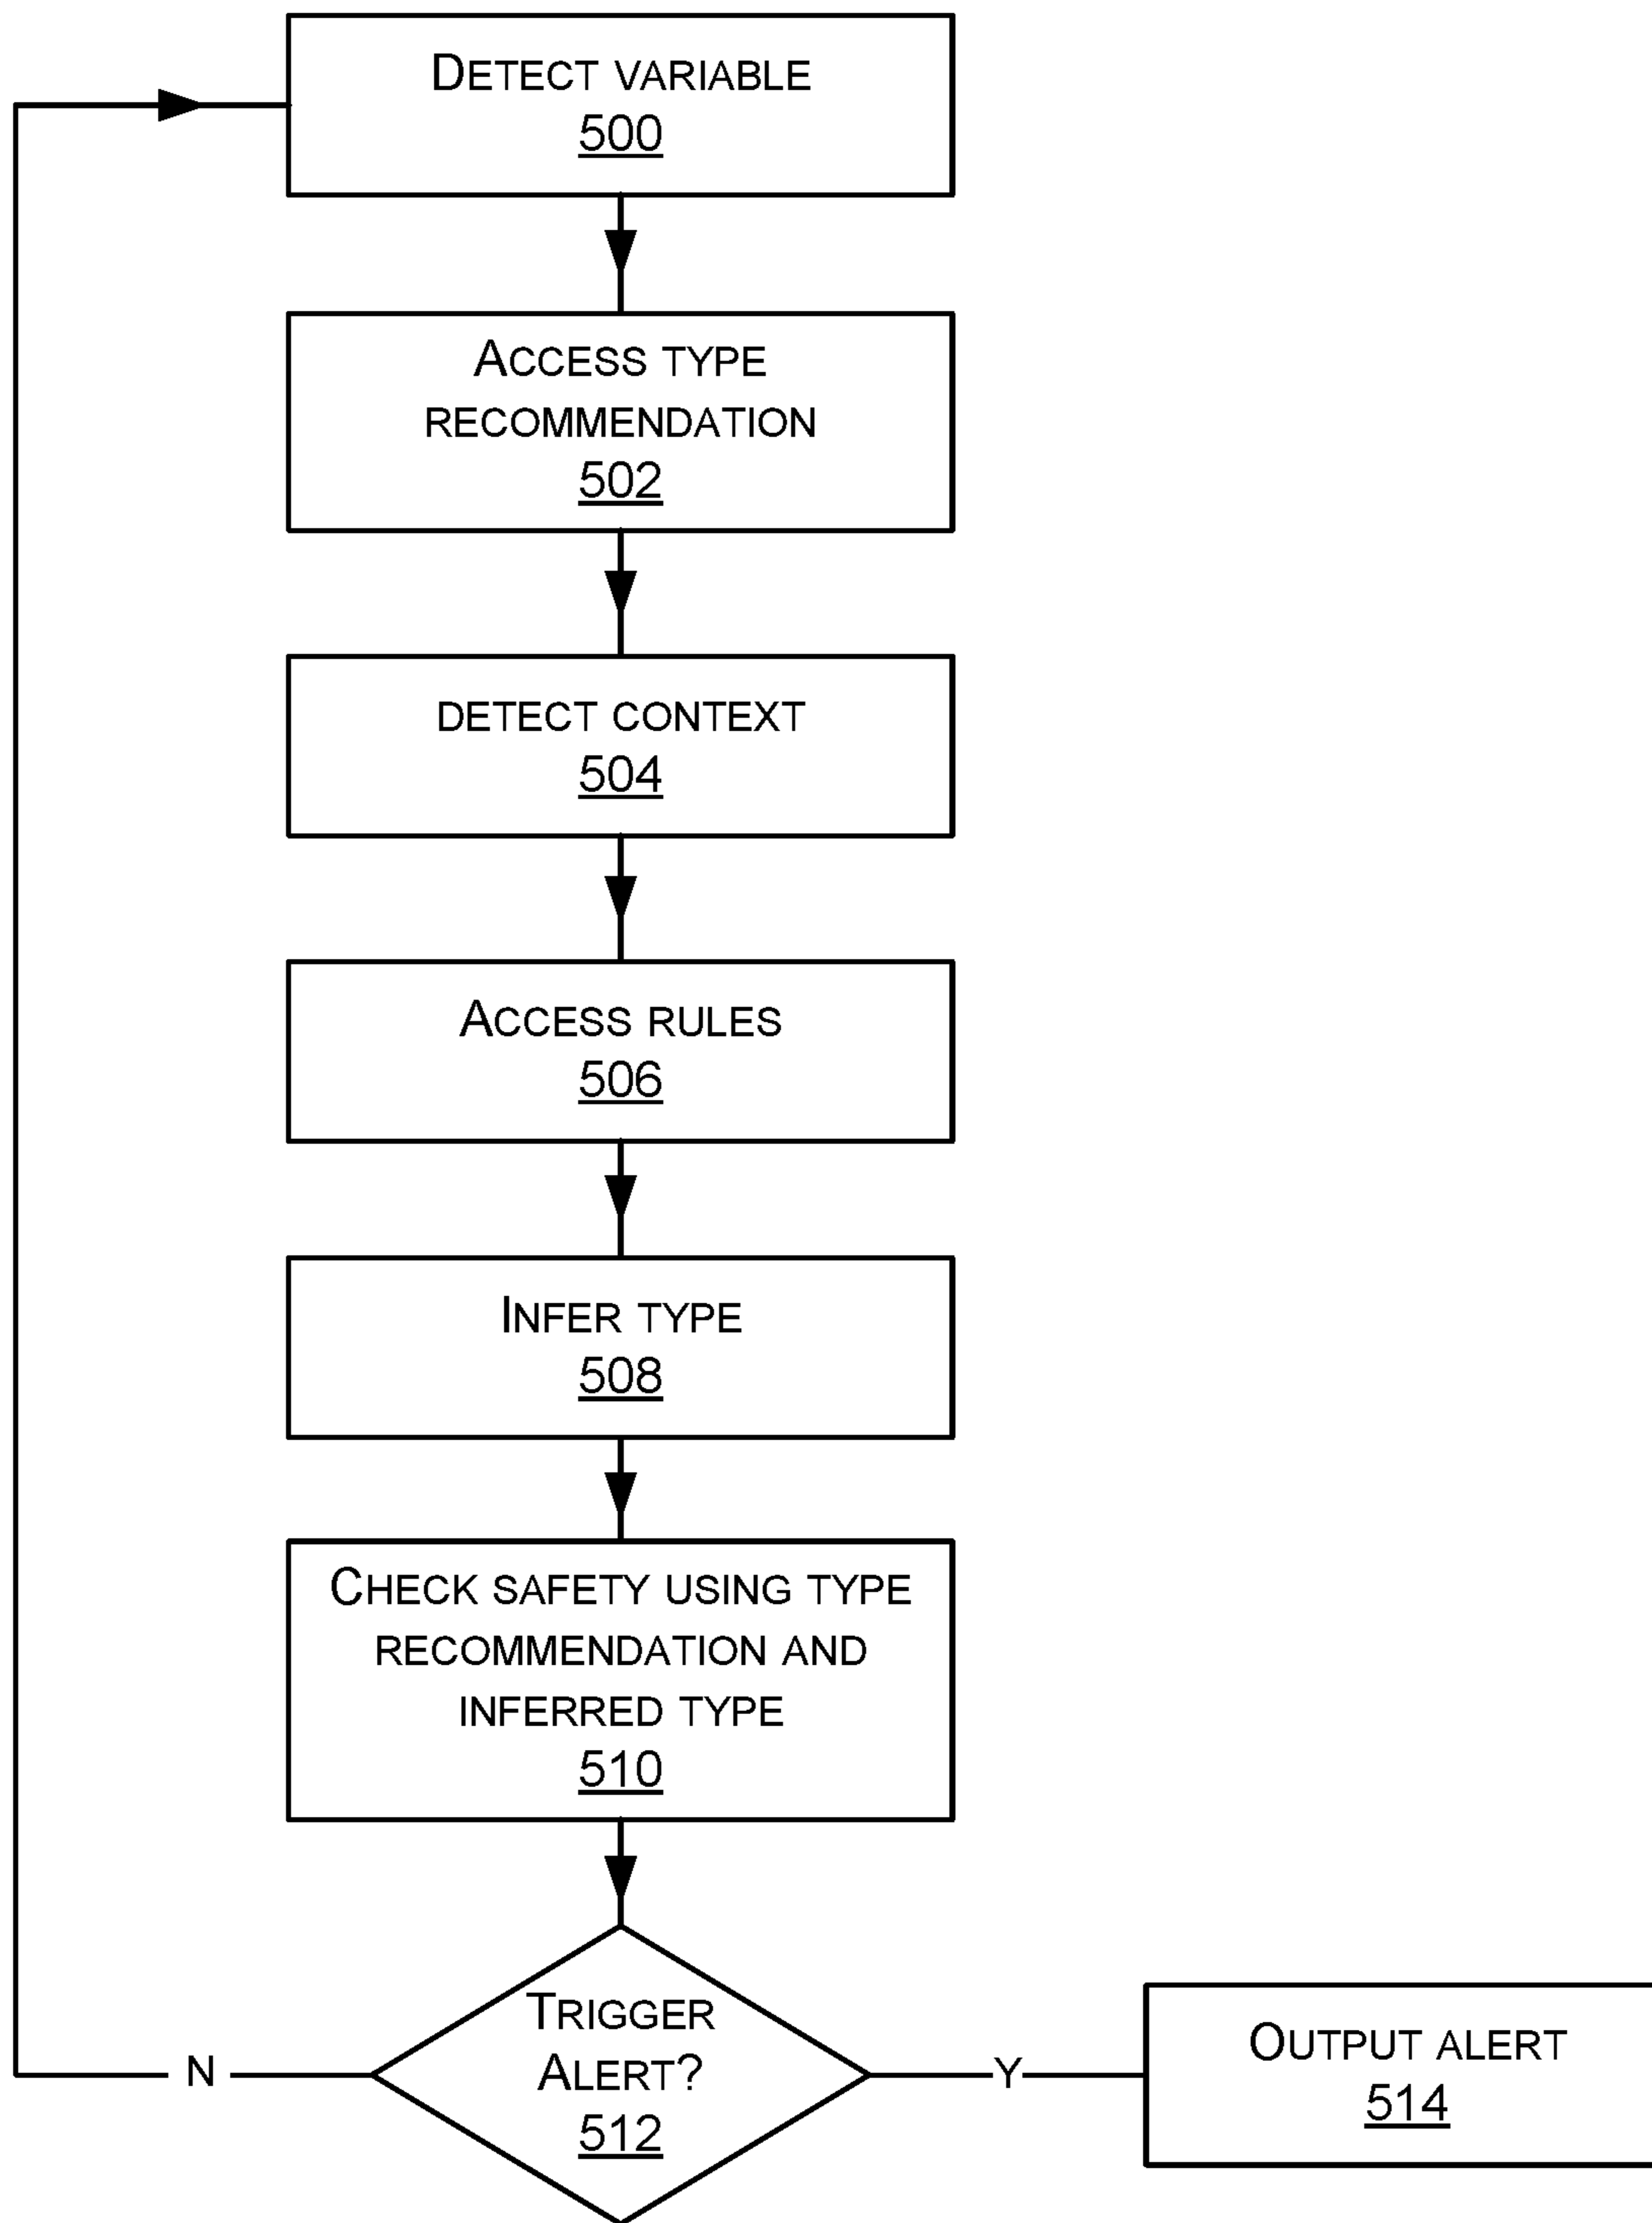 DETECT VARIABLE
500
ACCESS TYPE
RECOMMENDATION
502
DETECT CONTEXT
504
ACCESS RULES
506
INFER TYPE
508
CHECK SAFETY USING TYPE
RECOMMENDATION AND
INFERRED TYPE
510
TRIGGER
ALERT?
512
N
Y
OUTPUT ALERT
514